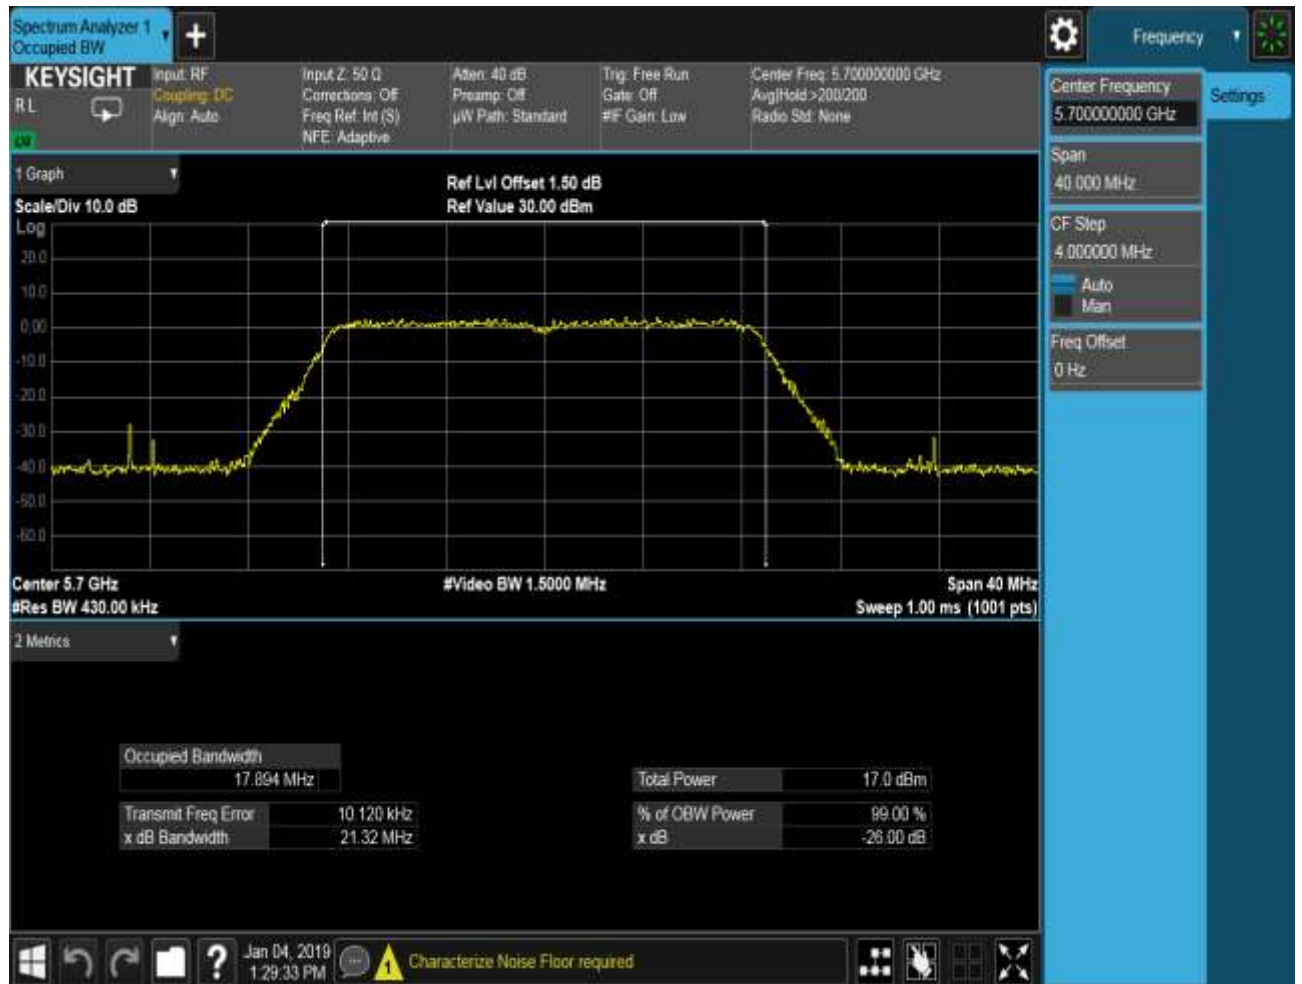 Spectrum Analyzer 1
Occupied BW
+
Frequency
KEYSIGHT
R L
Input: RF
Coupling: DC
Align: Auto
Input Z: 50 Ω
Corrections: Off
Freq Ref: Int (S)
NFE: Adaptive
Atten: 40 dB
Preamp: Off
µW Path: Standard
Trig: Free Run
Gate: Off
#IF Gain: Low
Center Freq: 5.700000000 GHz
Avg|Hold:>200/200
Radio Std: None
Center Frequency
5.700000000 GHz
Settings
Span
40.000 MHz
CF Step
4.000000 MHz
Auto
Man
Freq Offset
0 Hz
1 Graph
Scale/Div 10.0 dB
Ref Lvl Offset 1.50 dB
Ref Value 30.00 dBm
Log
20.0
10.0
0.00
-10.0
-20.0
-30.0
-40.0
-50.0
-60.0
Center 5.7 GHz
#Video BW 1.5000 MHz
Span 40 MHz
#Res BW 430.00 kHz
Sweep 1.00 ms (1001 pts)
2 Metrics
Occupied Bandwidth
17.894 MHz
Total Power 17.0 dBm
Transmit Freq Error 10.120 kHz
% of OBW Power 99.00 %
x dB Bandwidth 21.32 MHz
x dB -26.00 dB
?
Jan 04, 2019
1:29:33 PM
1
Characterize Noise Floor required